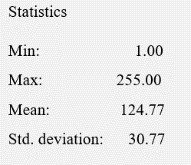 Statistics
Min: 1.00
Max: 255.00
Mean: 124.77
Std. deviation: 30.77